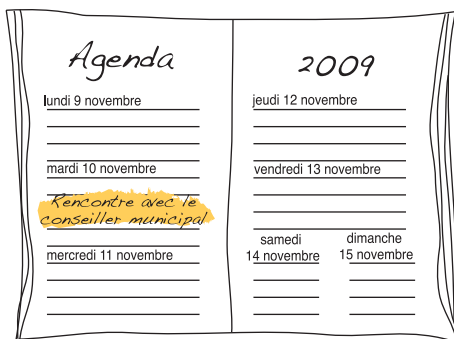 Agenda
lundi 9 novembre
mardi 10 novembre
Rencontre avec le
conseiller municipal
mercredi 11 novembre
2009
jeudi 12 novembre
vendredi 13 novembre
samedi
14 novembre
dimanche
15 novembre